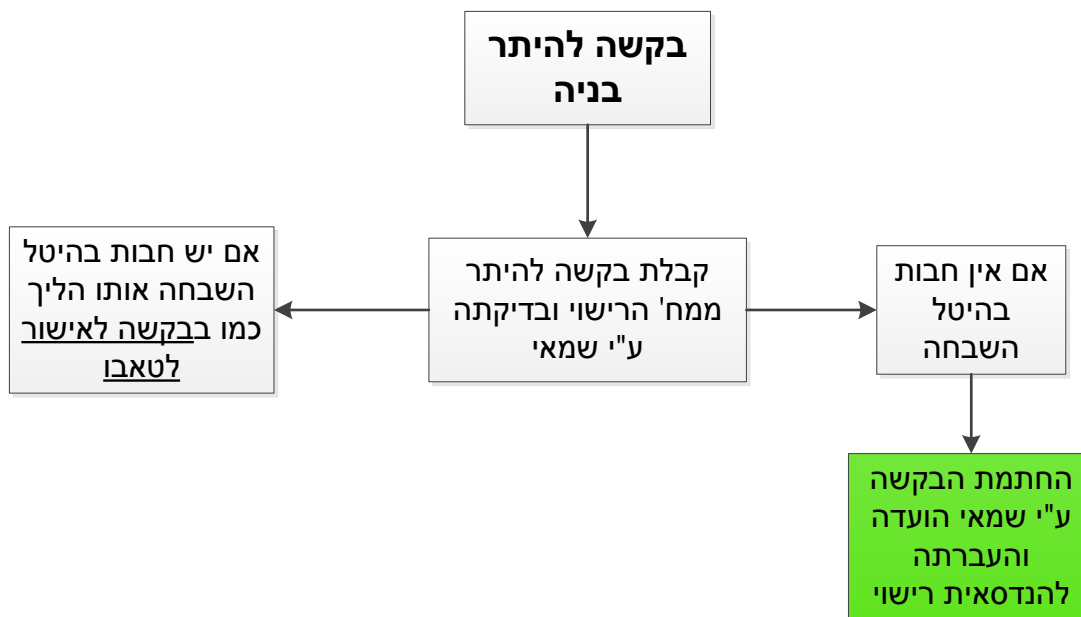 בקשה להיתר
בניה
קבלת בקשה להיתר
ממח' הרישוי ובדיקתה
ע"י שמאי
אם אין חבות
בהיטל
השבחה
אם יש חבות בהיטל
השבחה אותו הליך
כמו בבקשה לאישור
לטאבו
החתמת הבקשה
ע"י שמאי הועדה
והעברתה
להנדסאית רישוי